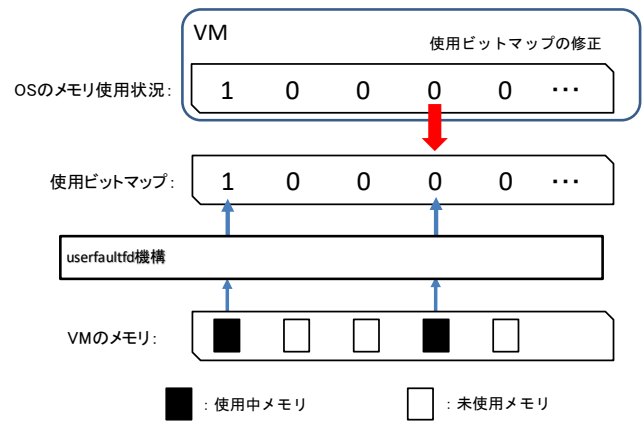 VM
使用ビットマップの修正
OSのメモリ使用状況: 1 0 0 0 0 ･･･
使用ビットマップ: 1 0 0 0 0 ･･･
userfaultfd機構
VMのメモリ:
: 使用中メモリ : 未使用メモリ